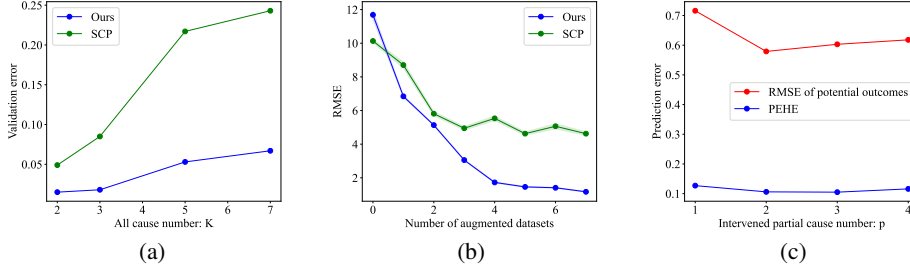 0.25
0.20
0.15
0.10
0.05
Validation error
Ours
SCP
2 3 4 5 6 7
All cause number: K
(a)
12
10
8
6
4
2
RMSE
Ours
SCP
0 2 4 6
Number of augmented datasets
(b)
0.7
0.6
0.5
0.4
0.3
0.2
0.1
Prediction error
RMSE of potential outcomes
PEHE
1 2 3 4
Intervened partial cause number: p
(c)